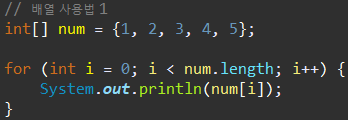 // 배열 사용법 1
int[] num = {1, 2, 3, 4, 5};
for (int i = 0; i < num.length; i++) {
    System.out.println(num[i]);
}